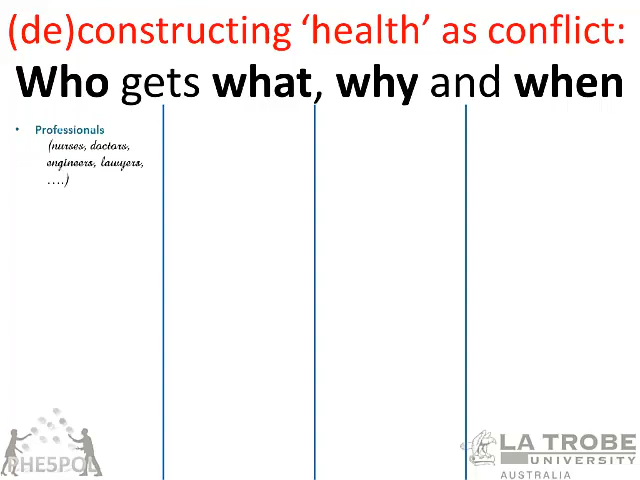 (de)constructing ‘health’ as conflict:
Who gets what, why and when
• Professionals
(nurses, doctors,
engineers, lawyers,
....)
PHE5POL
LA TROBE
UNIVERSITY
AUSTRALIA